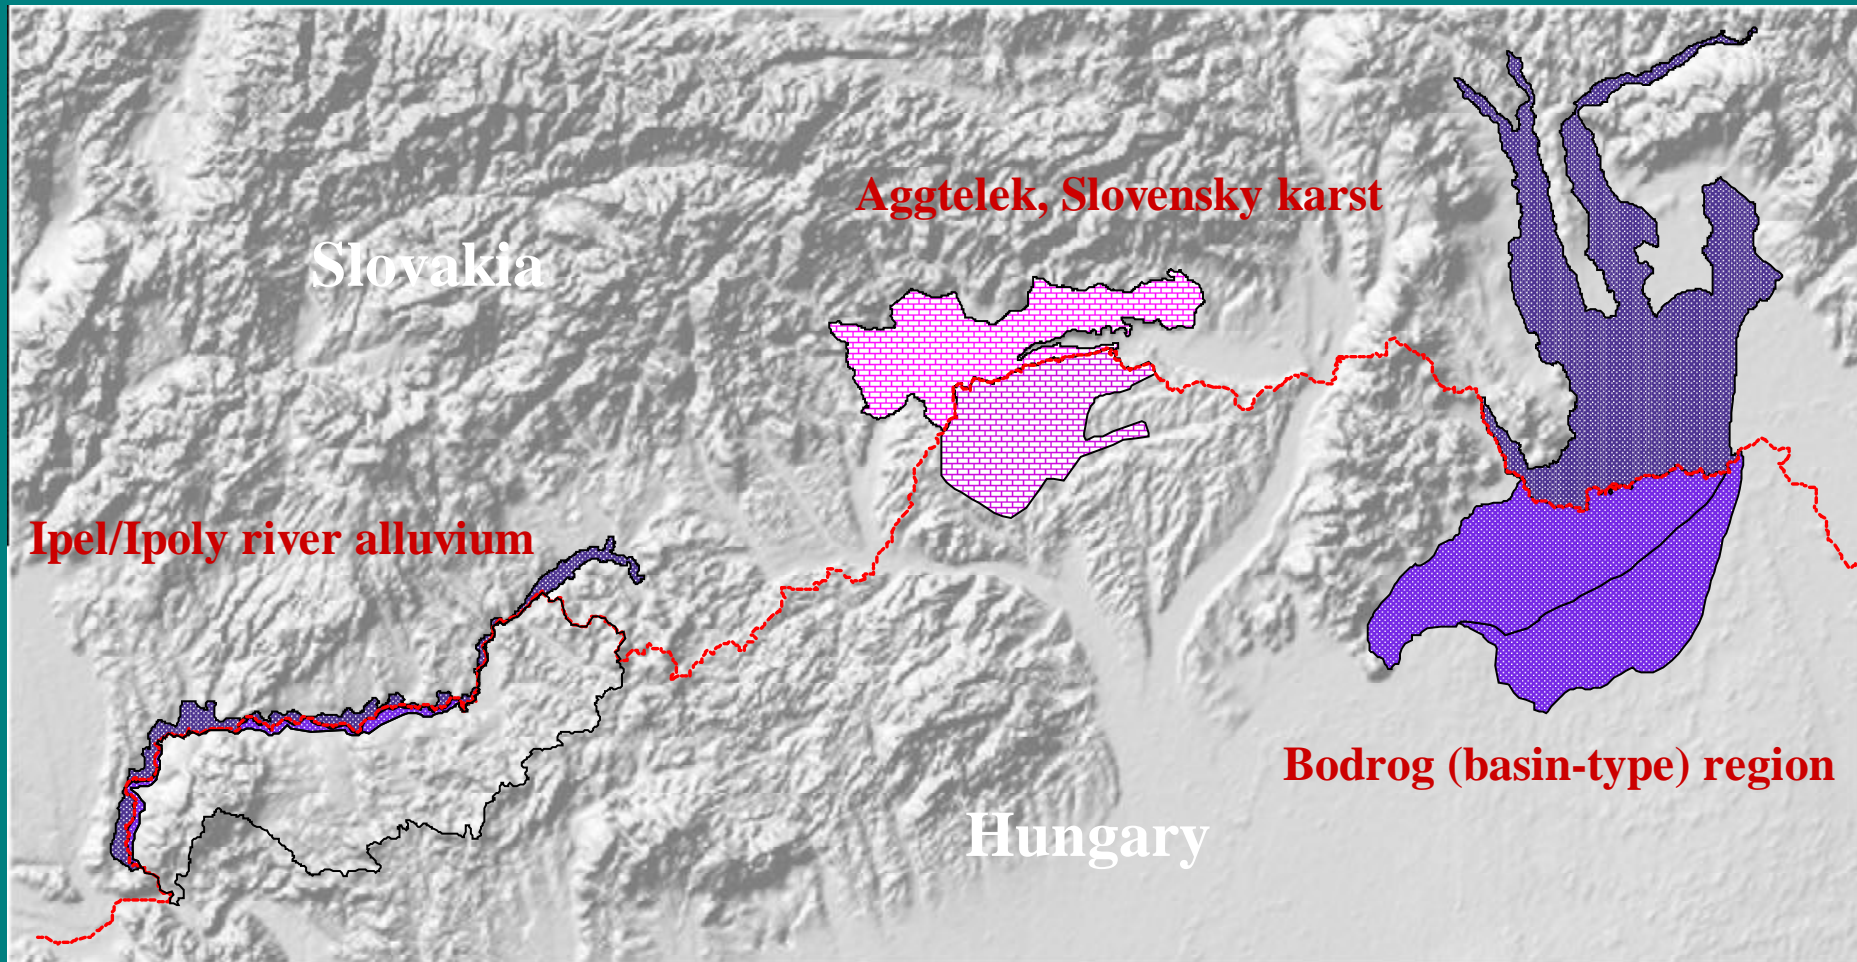 Aggtelek, Slovensky karst
Slovakia
Ipel/Ipoly river alluvium
Bodrog (basin-type) region
Hungary